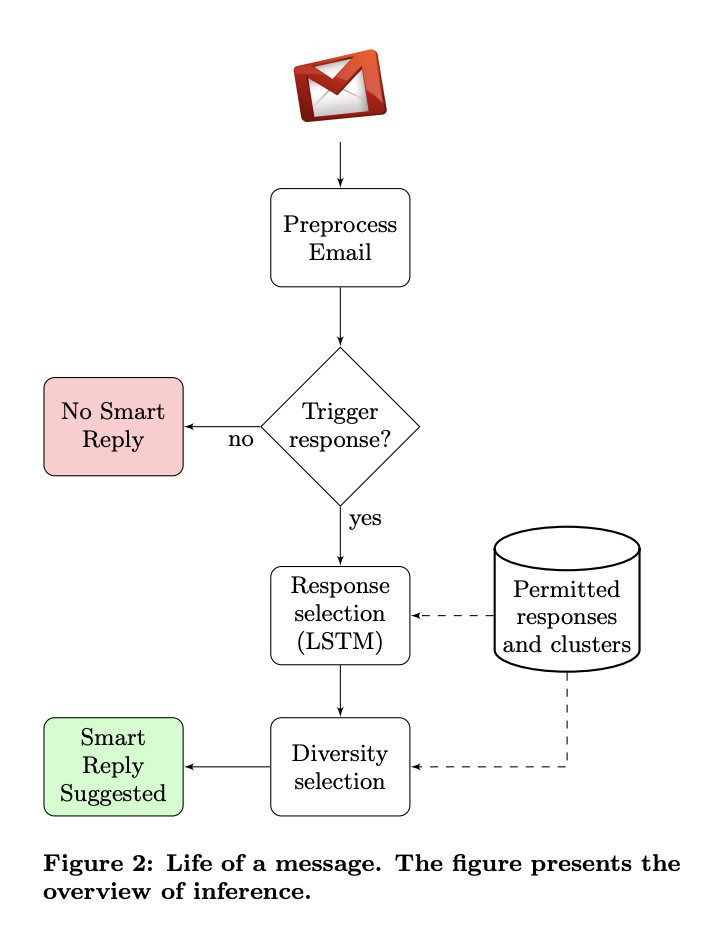 Preprocess
Email
Trigger
response?
no
No Smart
Reply
yes
Response
selection
(LSTM)
Permitted
responses
and clusters
Diversity
selection
Smart
Reply
Suggested
Figure 2: Life of a message. The figure presents the
overview of inference.